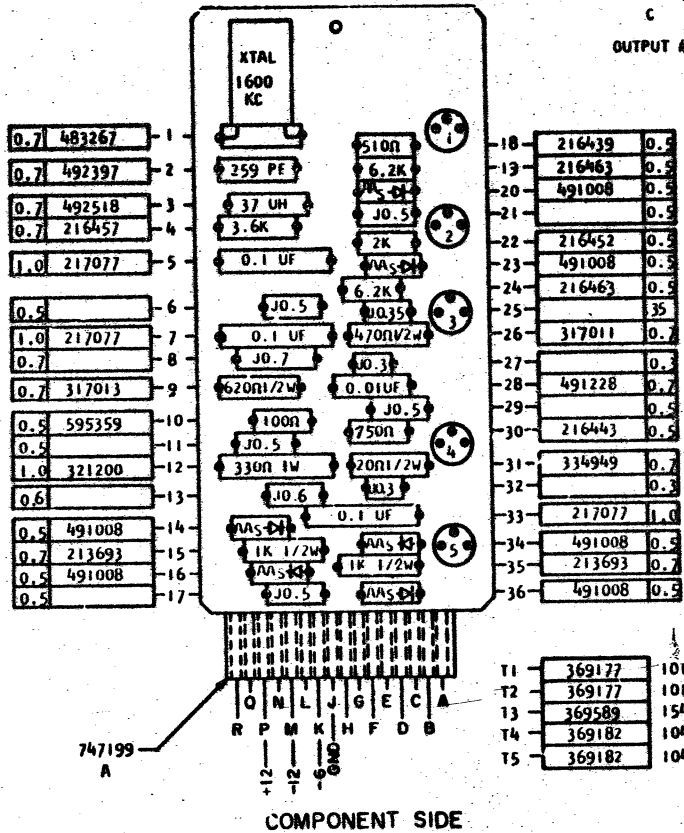 C
OUTPUT
XTAL
1600
KC
0.7 483267 1
0.7 492397 2
0.7 492518 3
0.7 216457 4
1.0 217077 5
0.5 6
1.0 217077 7
0.7 8
0.7 317013 9
0.5 595359 10
0.5 11
1.0 321200 12
0.6 13
0.5 491008 14
0.7 213693 15
0.5 491008 16
0.5 17
259 PF
37 UH
3.6K
0.1 UF
J0.5
0.1 UF
J0.7
620Ω1/2W
100Ω
J0.5
330Ω 1W
J0.6
0.1 UF
AAS
1K 1/2W
AAS
J0.5
510Ω
6.2K
AAS
J0.5
2K
AAS
6.2K
J0.35
470Ω1/2W
J0.3
0.01UF
J0.5
750Ω
20Ω1/2W
J0.3
AAS
1K 1/2W
AAS
1
2
3
4
5
18 216439 0.5
19 216463 0.5
20 491008 0.5
21 0.5
22 216452 0.5
23 491008 0.5
24 216463 0.5
25 35
26 317011 0.7
27 0.3
28 491228 0.7
29 0.5
30 216443 0.5
31 334949 0.7
32 0.3
33 217077 1.0
34 491008 0.5
35 213693 0.7
36 491008 0.5
T1 369177
T2 369177
T3 369589
T4 369182
T5 369182
Q N L J G E C A
R P M K H F D B
+12 -12 -6 GND
747199
A
COMPONENT SIDE